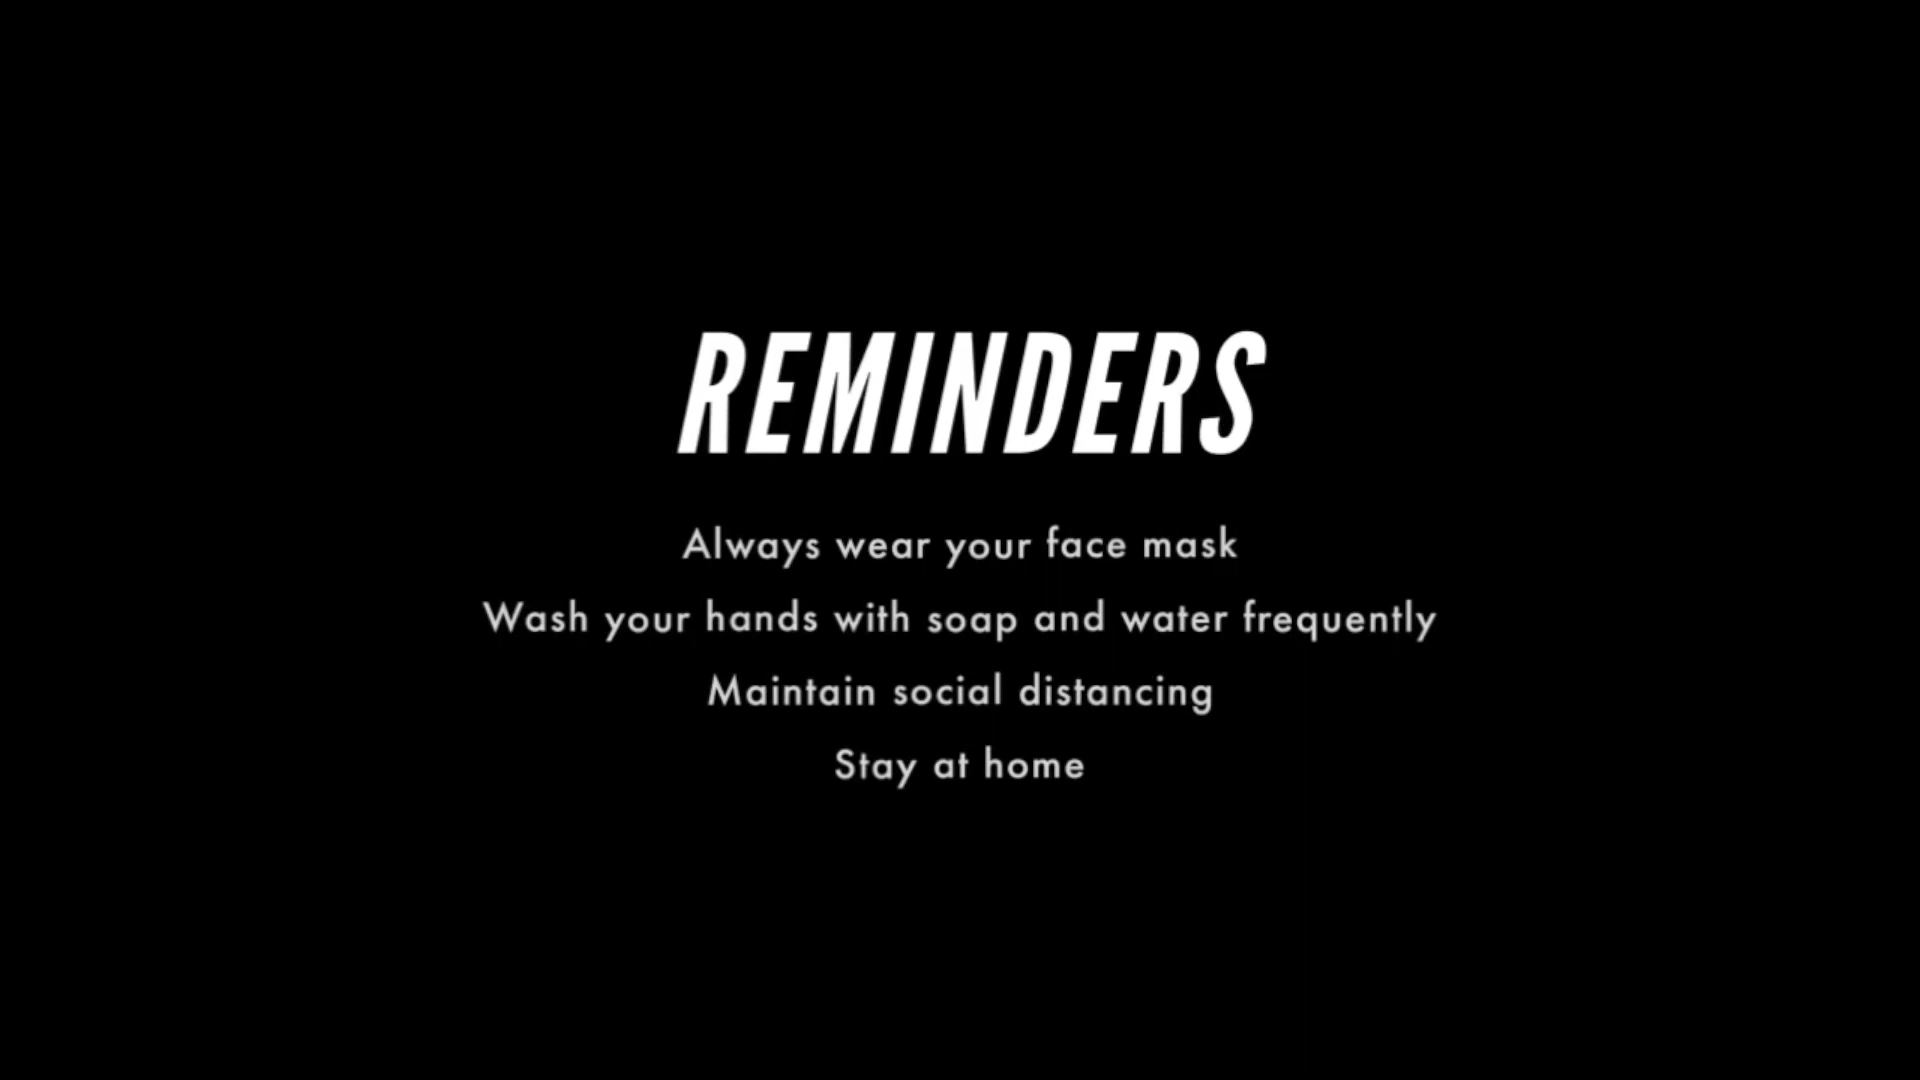 REMINDERS
Always wear your face mask
Wash your hands with soap and water frequently
Maintain social distancing
Stay at home